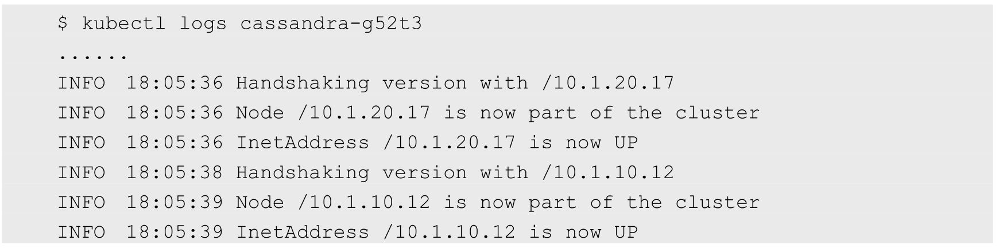 $ kubectl logs cassandra-g52t3
......
INFO  18:05:36 Handshaking version with /10.1.20.17
INFO  18:05:36 Node /10.1.20.17 is now part of the cluster
INFO  18:05:36 InetAddress /10.1.20.17 is now UP
INFO  18:05:38 Handshaking version with /10.1.10.12
INFO  18:05:39 Node /10.1.10.12 is now part of the cluster
INFO  18:05:39 InetAddress /10.1.10.12 is now UP